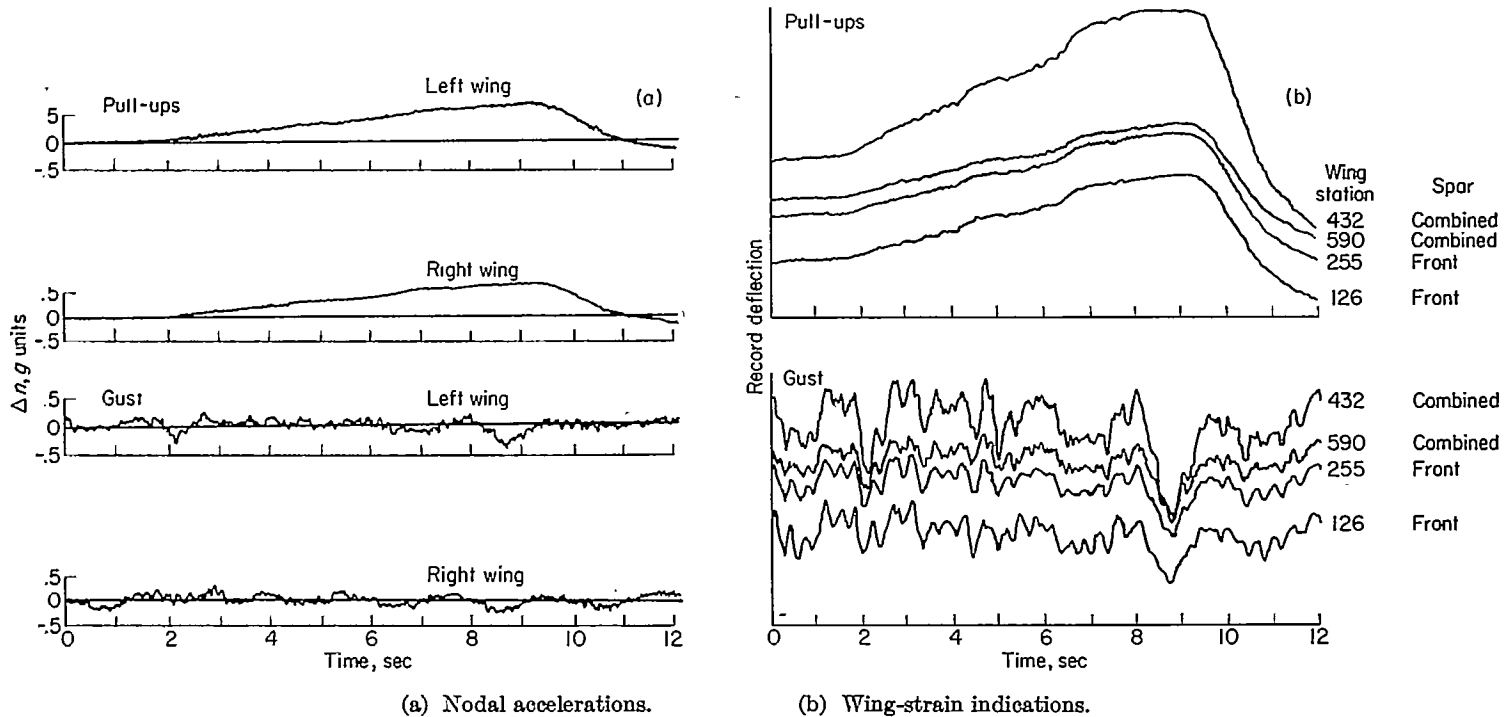 Pull-ups
Left wing
(a)
5
0
-.5
Right wing
.5
0
-.5
Δn, g units
Gust
Left wing
.5
0
-.5
Right wing
.5
0
-.5
0 2 4 6 8 10 12
Time, sec
(a) Nodal accelerations.
Pull-ups
(b)
Wing station
Spar
432 Combined
590 Combined
255 Front
126 Front
Record deflection
Gust
432 Combined
590 Combined
255 Front
126 Front
0 2 4 6 8 10 12
Time, sec
(b) Wing-strain indications.